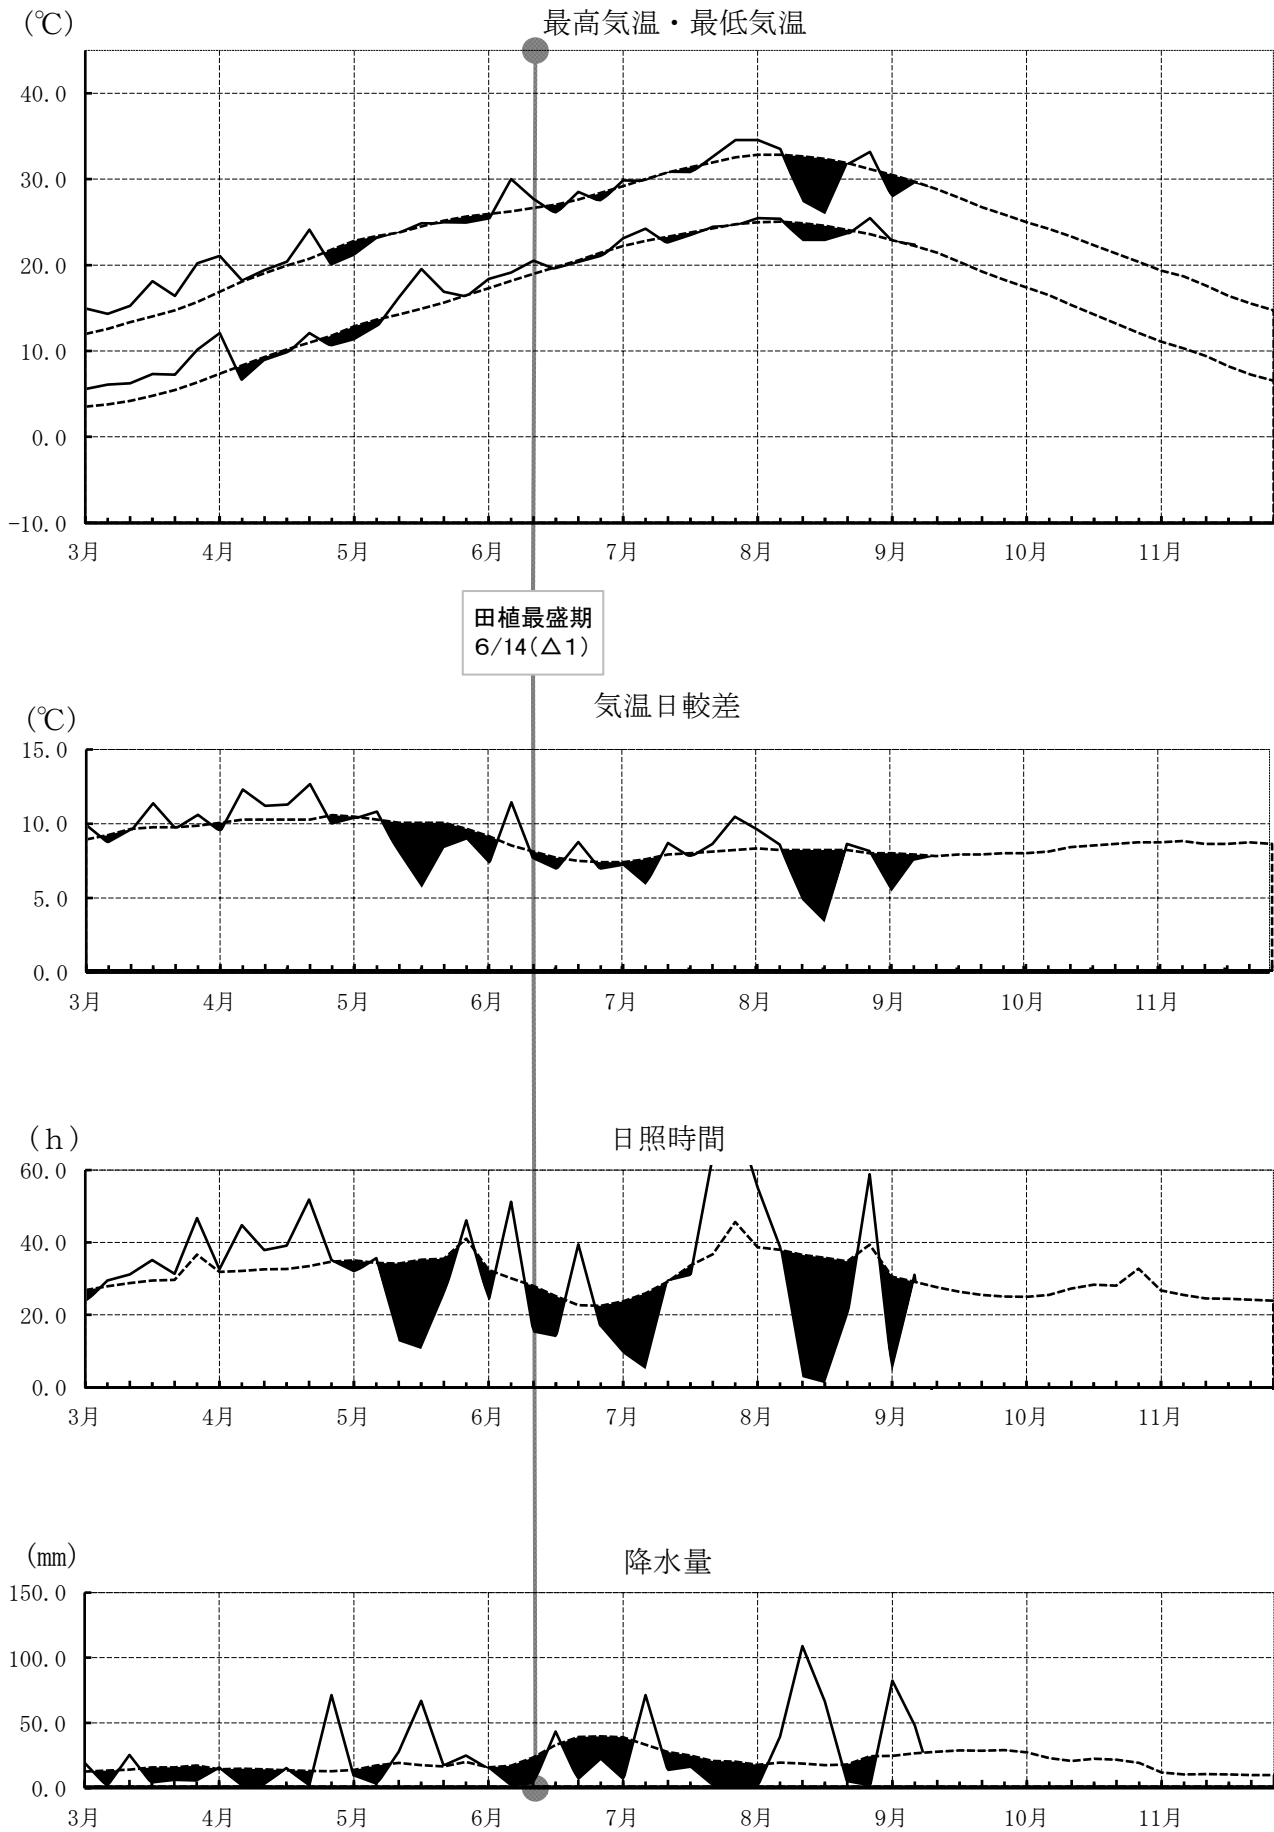 (℃)
最高気温・最低気温
40.0
30.0
20.0
10.0
0.0
-10.0
3月 4月 5月 6月 7月 8月 9月 10月 11月
田植最盛期
6/14(△1)
気温日較差
(℃)
15.0
10.0
5.0
0.0
3月 4月 5月 6月 7月 8月 9月 10月 11月
(ｈ)
日照時間
60.0
40.0
20.0
0.0
3月 4月 5月 6月 7月 8月 9月 10月 11月
(mm)
降水量
150.0
100.0
50.0
0.0
3月 4月 5月 6月 7月 8月 9月 10月 11月